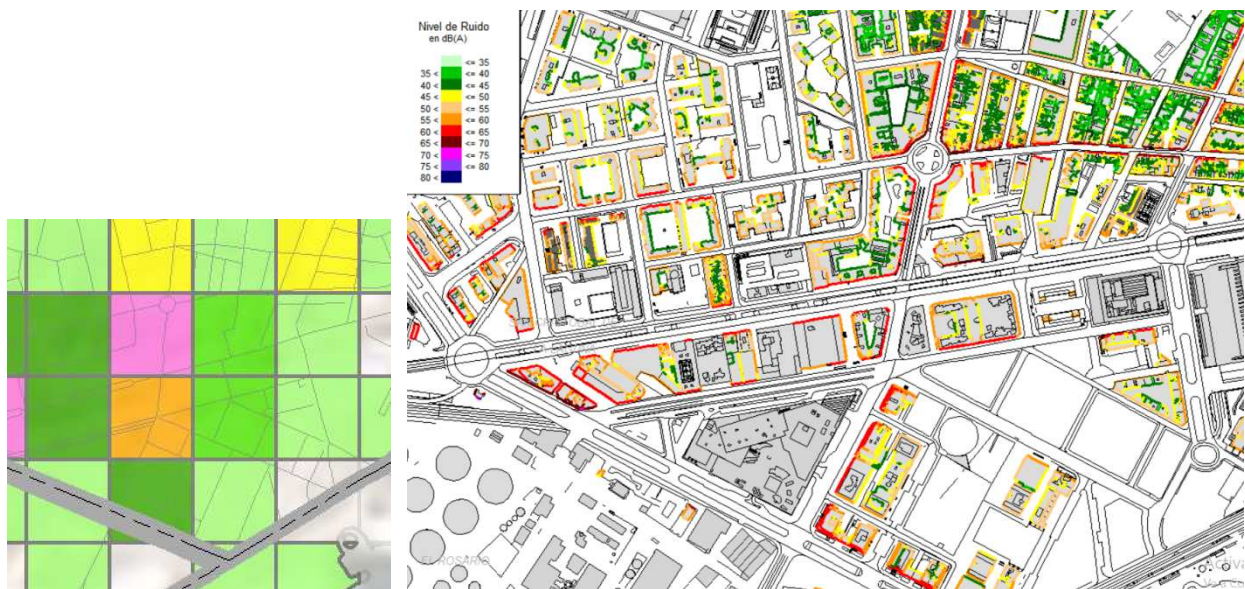 Nivel de Ruido
en dB(A)
<= 35
35 < <= 40
40 < <= 45
45 < <= 50
50 < <= 55
55 < <= 60
60 < <= 65
65 < <= 70
70 < <= 75
75 < <= 80
80 <
EL ROSARIO
Activa